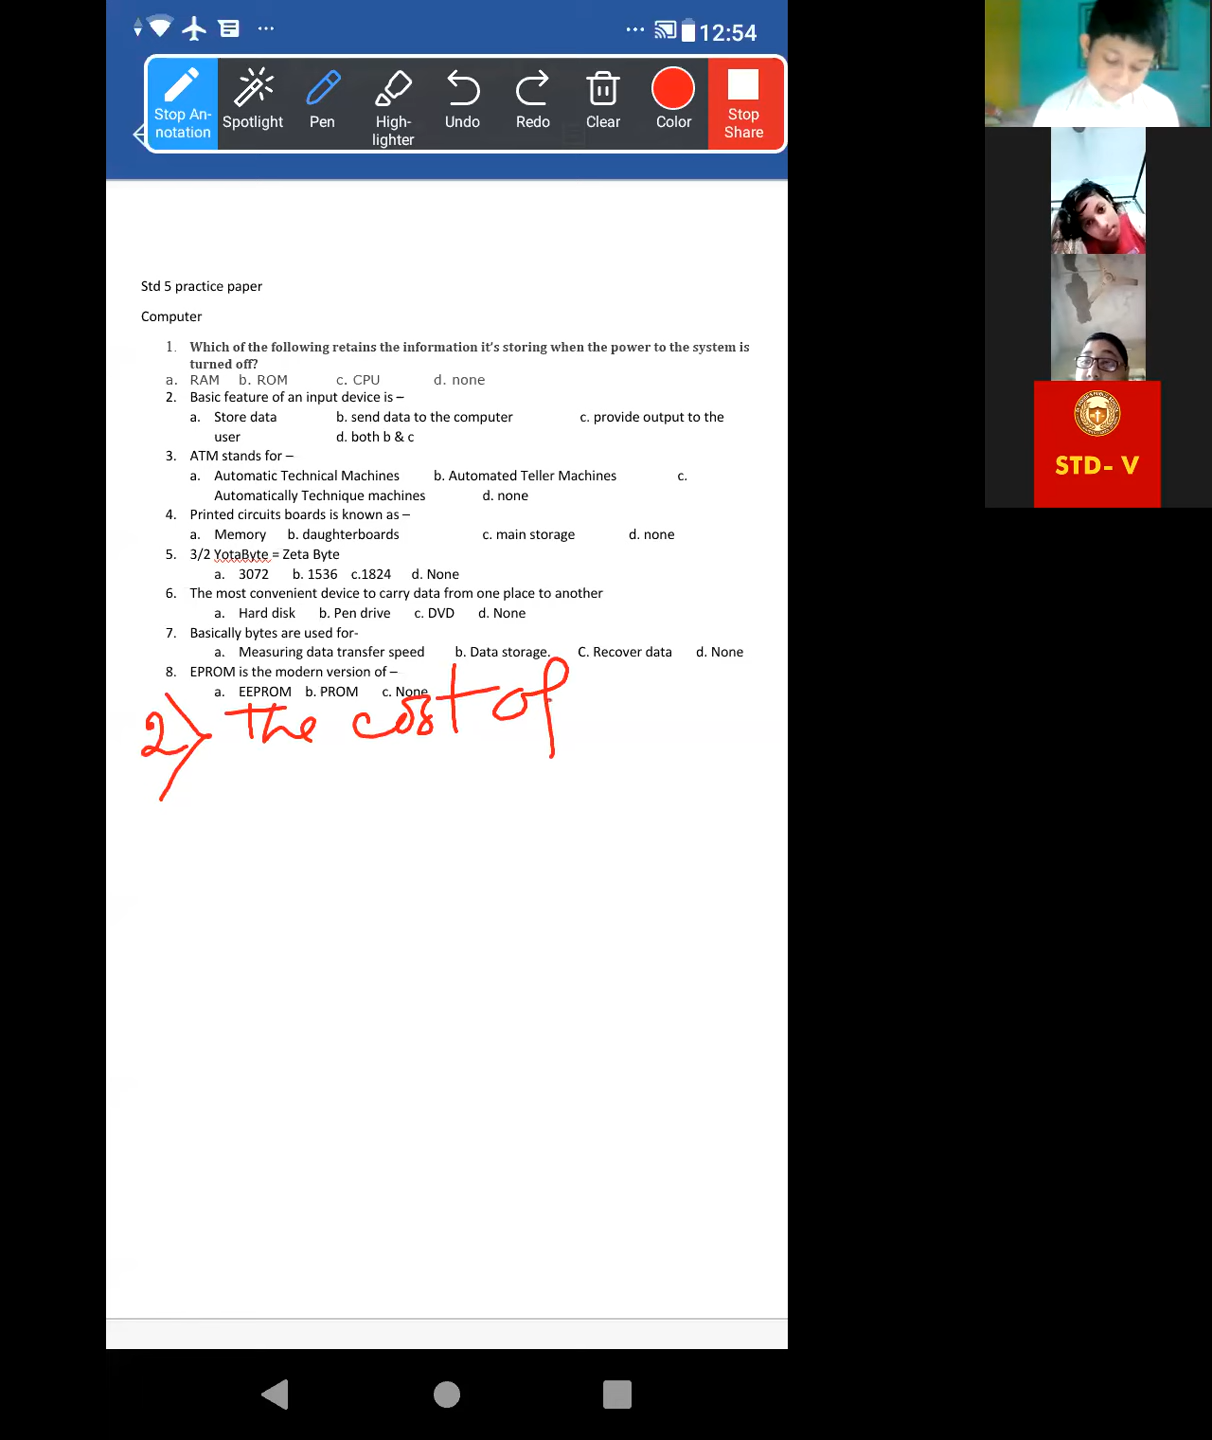 12:54
Stop An-
notation
Spotlight
Pen
High-
lighter
Undo
Redo
Clear
Color
Stop
Share
Std 5 practice paper
Computer
1. Which of the following retains the information it's storing when the power to the system is
turned off?
a. RAM b. ROM c. CPU d. none
2. Basic feature of an input device is –
a. Store data b. send data to the computer c. provide output to the
user d. both b & c
3. ATM stands for –
a. Automatic Technical Machines b. Automated Teller Machines c.
Automatically Technique machines d. none
4. Printed circuits boards is known as –
a. Memory b. daughterboards c. main storage d. none
5. 3/2 YotaByte = Zeta Byte
a. 3072 b. 1536 c.1824 d. None
6. The most convenient device to carry data from one place to another
a. Hard disk b. Pen drive c. DVD d. None
7. Basically bytes are used for-
a. Measuring data transfer speed b. Data storage. C. Recover data d. None
8. EPROM is the modern version of –
a. EEPROM b. PROM c. None
2) The cost of
STD- V